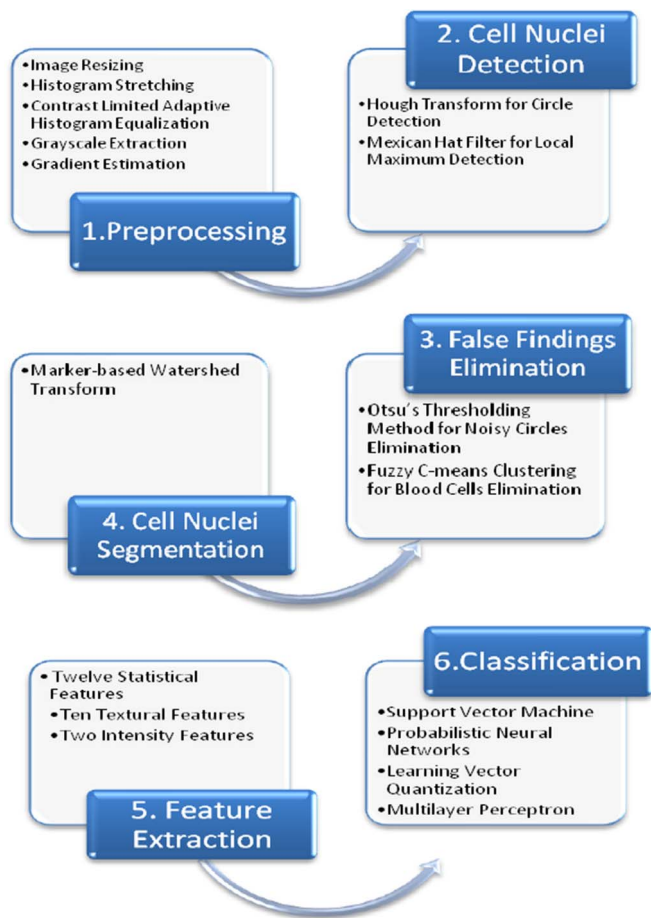 •Image Resizing
•Histogram Stretching
•Contrast Limited Adaptive
Histogram Equalization
•Grayscale Extraction
•Gradient Estimation
1.Preprocessing
2. Cell Nuclei
Detection
•Hough Transform for Circle
Detection
•Mexican Hat Filter for Local
Maximum Detection
3. False Findings
Elimination
•Otsu's Thresholding
Method for Noisy Circles
Elimination
•Fuzzy C-means Clustering
for Blood Cells Elimination
•Marker-based Watershed
Transform
4. Cell Nuclei
Segmentation
• Twelve Statistical
Features
•Ten Textural Features
•Two Intensity Features
5. Feature
Extraction
6.Classification
•Support Vector Machine
•Probabilistic Neural
Networks
•Learning Vector
Quantization
•Multilayer Perceptron